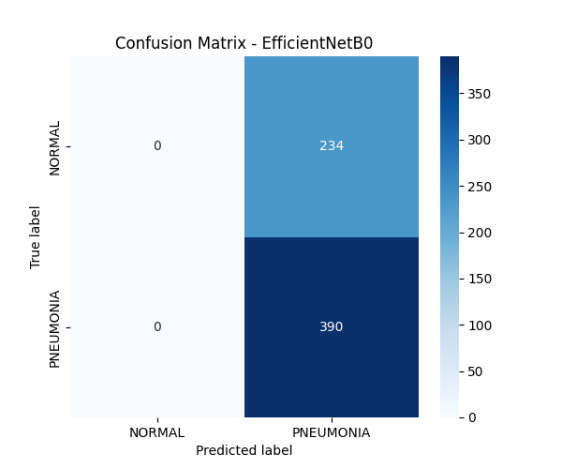 Confusion Matrix - EfficientNetB0
True label
NORMAL
PNEUMONIA
0
234
0
390
NORMAL
PNEUMONIA
Predicted label
350
300
250
200
150
100
50
0